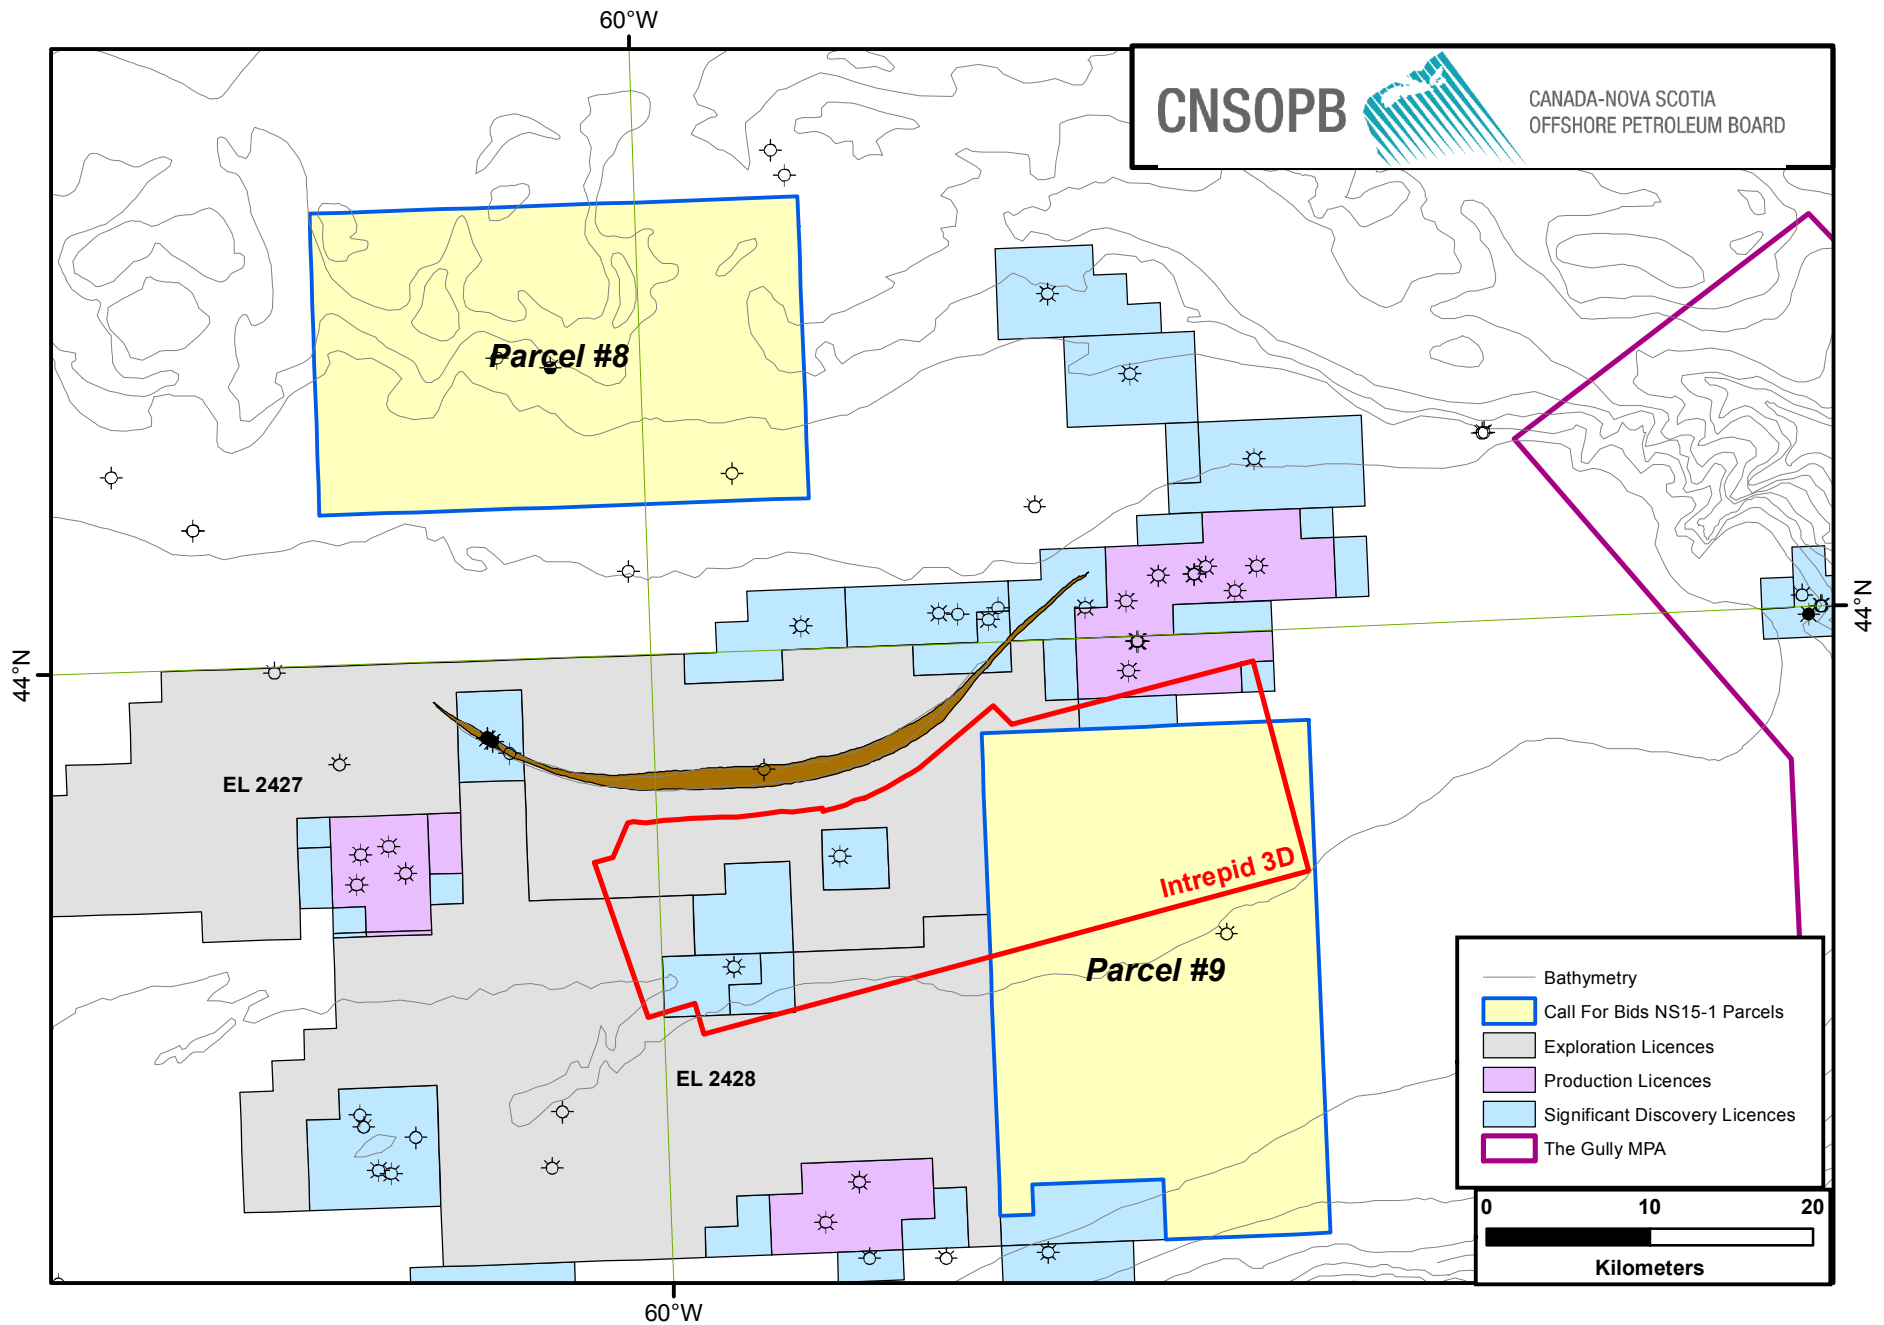 60°W
CNSOPB
CANADA-NOVA SCOTIA
OFFSHORE PETROLEUM BOARD
Parcel #8
44°N
44°N
EL 2427
Intrepid 3D
Parcel #9
EL 2428
Bathymetry
Call For Bids NS15-1 Parcels
Exploration Licences
Production Licences
Significant Discovery Licences
The Gully MPA
0 10 20
Kilometers
60°W